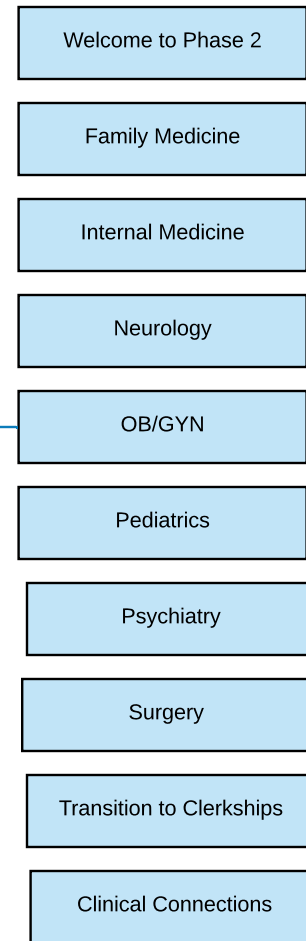 Welcome to Phase 2
Family Medicine
Internal Medicine
Neurology
OB/GYN
Pediatrics
Psychiatry
Surgery
Transition to Clerkships
Clinical Connections